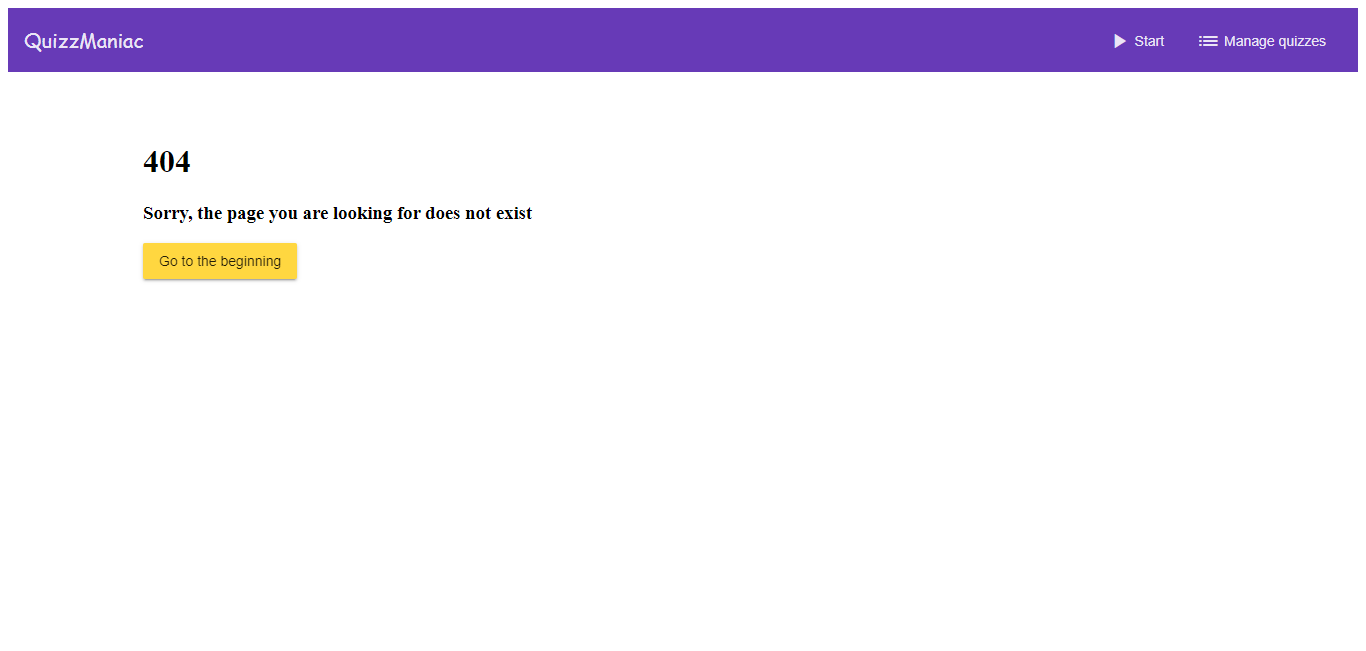 QuizzManiac
Start
Manage quizzes
404
Sorry, the page you are looking for does not exist
Go to the beginning